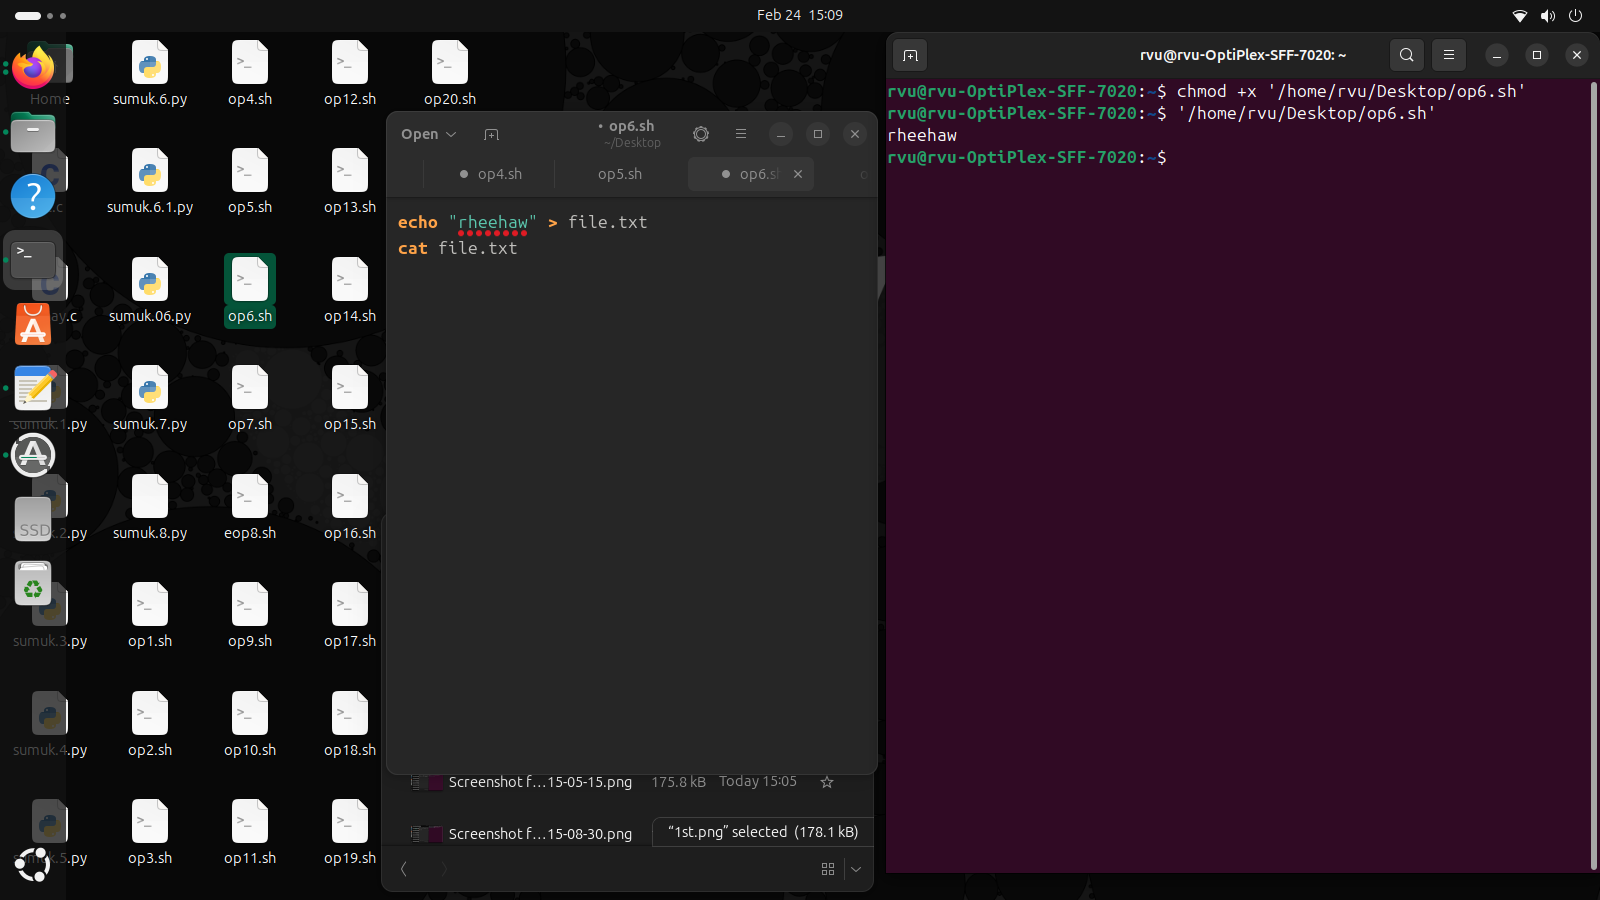 Feb 24 15:09
Home
sumuk.6.py
op4.sh
op12.sh
op20.sh
.c
sumuk.6.1.py
op5.sh
op13.sh
ay.c
sumuk.06.py
op6.sh
op14.sh
sumuk.1.py
sumuk.7.py
op7.sh
op15.sh
SSD
.2.py
sumuk.8.py
eop8.sh
op16.sh
sumuk.3.py
op1.sh
op9.sh
op17.sh
sumuk.4.py
op2.sh
op10.sh
op18.sh
.5.py
op3.sh
op11.sh
op19.sh
Open
• op6.sh
~/Desktop
op4.sh
op5.sh
op6.s
echo "rheehaw" > file.txt
cat file.txt
Screenshot f…15-05-15.png 175.8 kB Today 15:05
Screenshot f…15-08-30.png
“1st.png” selected (178.1 kB)
rvu@rvu-OptiPlex-SFF-7020: ~
rvu@rvu-OptiPlex-SFF-7020:~$ chmod +x '/home/rvu/Desktop/op6.sh'
rvu@rvu-OptiPlex-SFF-7020:~$ '/home/rvu/Desktop/op6.sh'
rheehaw
rvu@rvu-OptiPlex-SFF-7020:~$